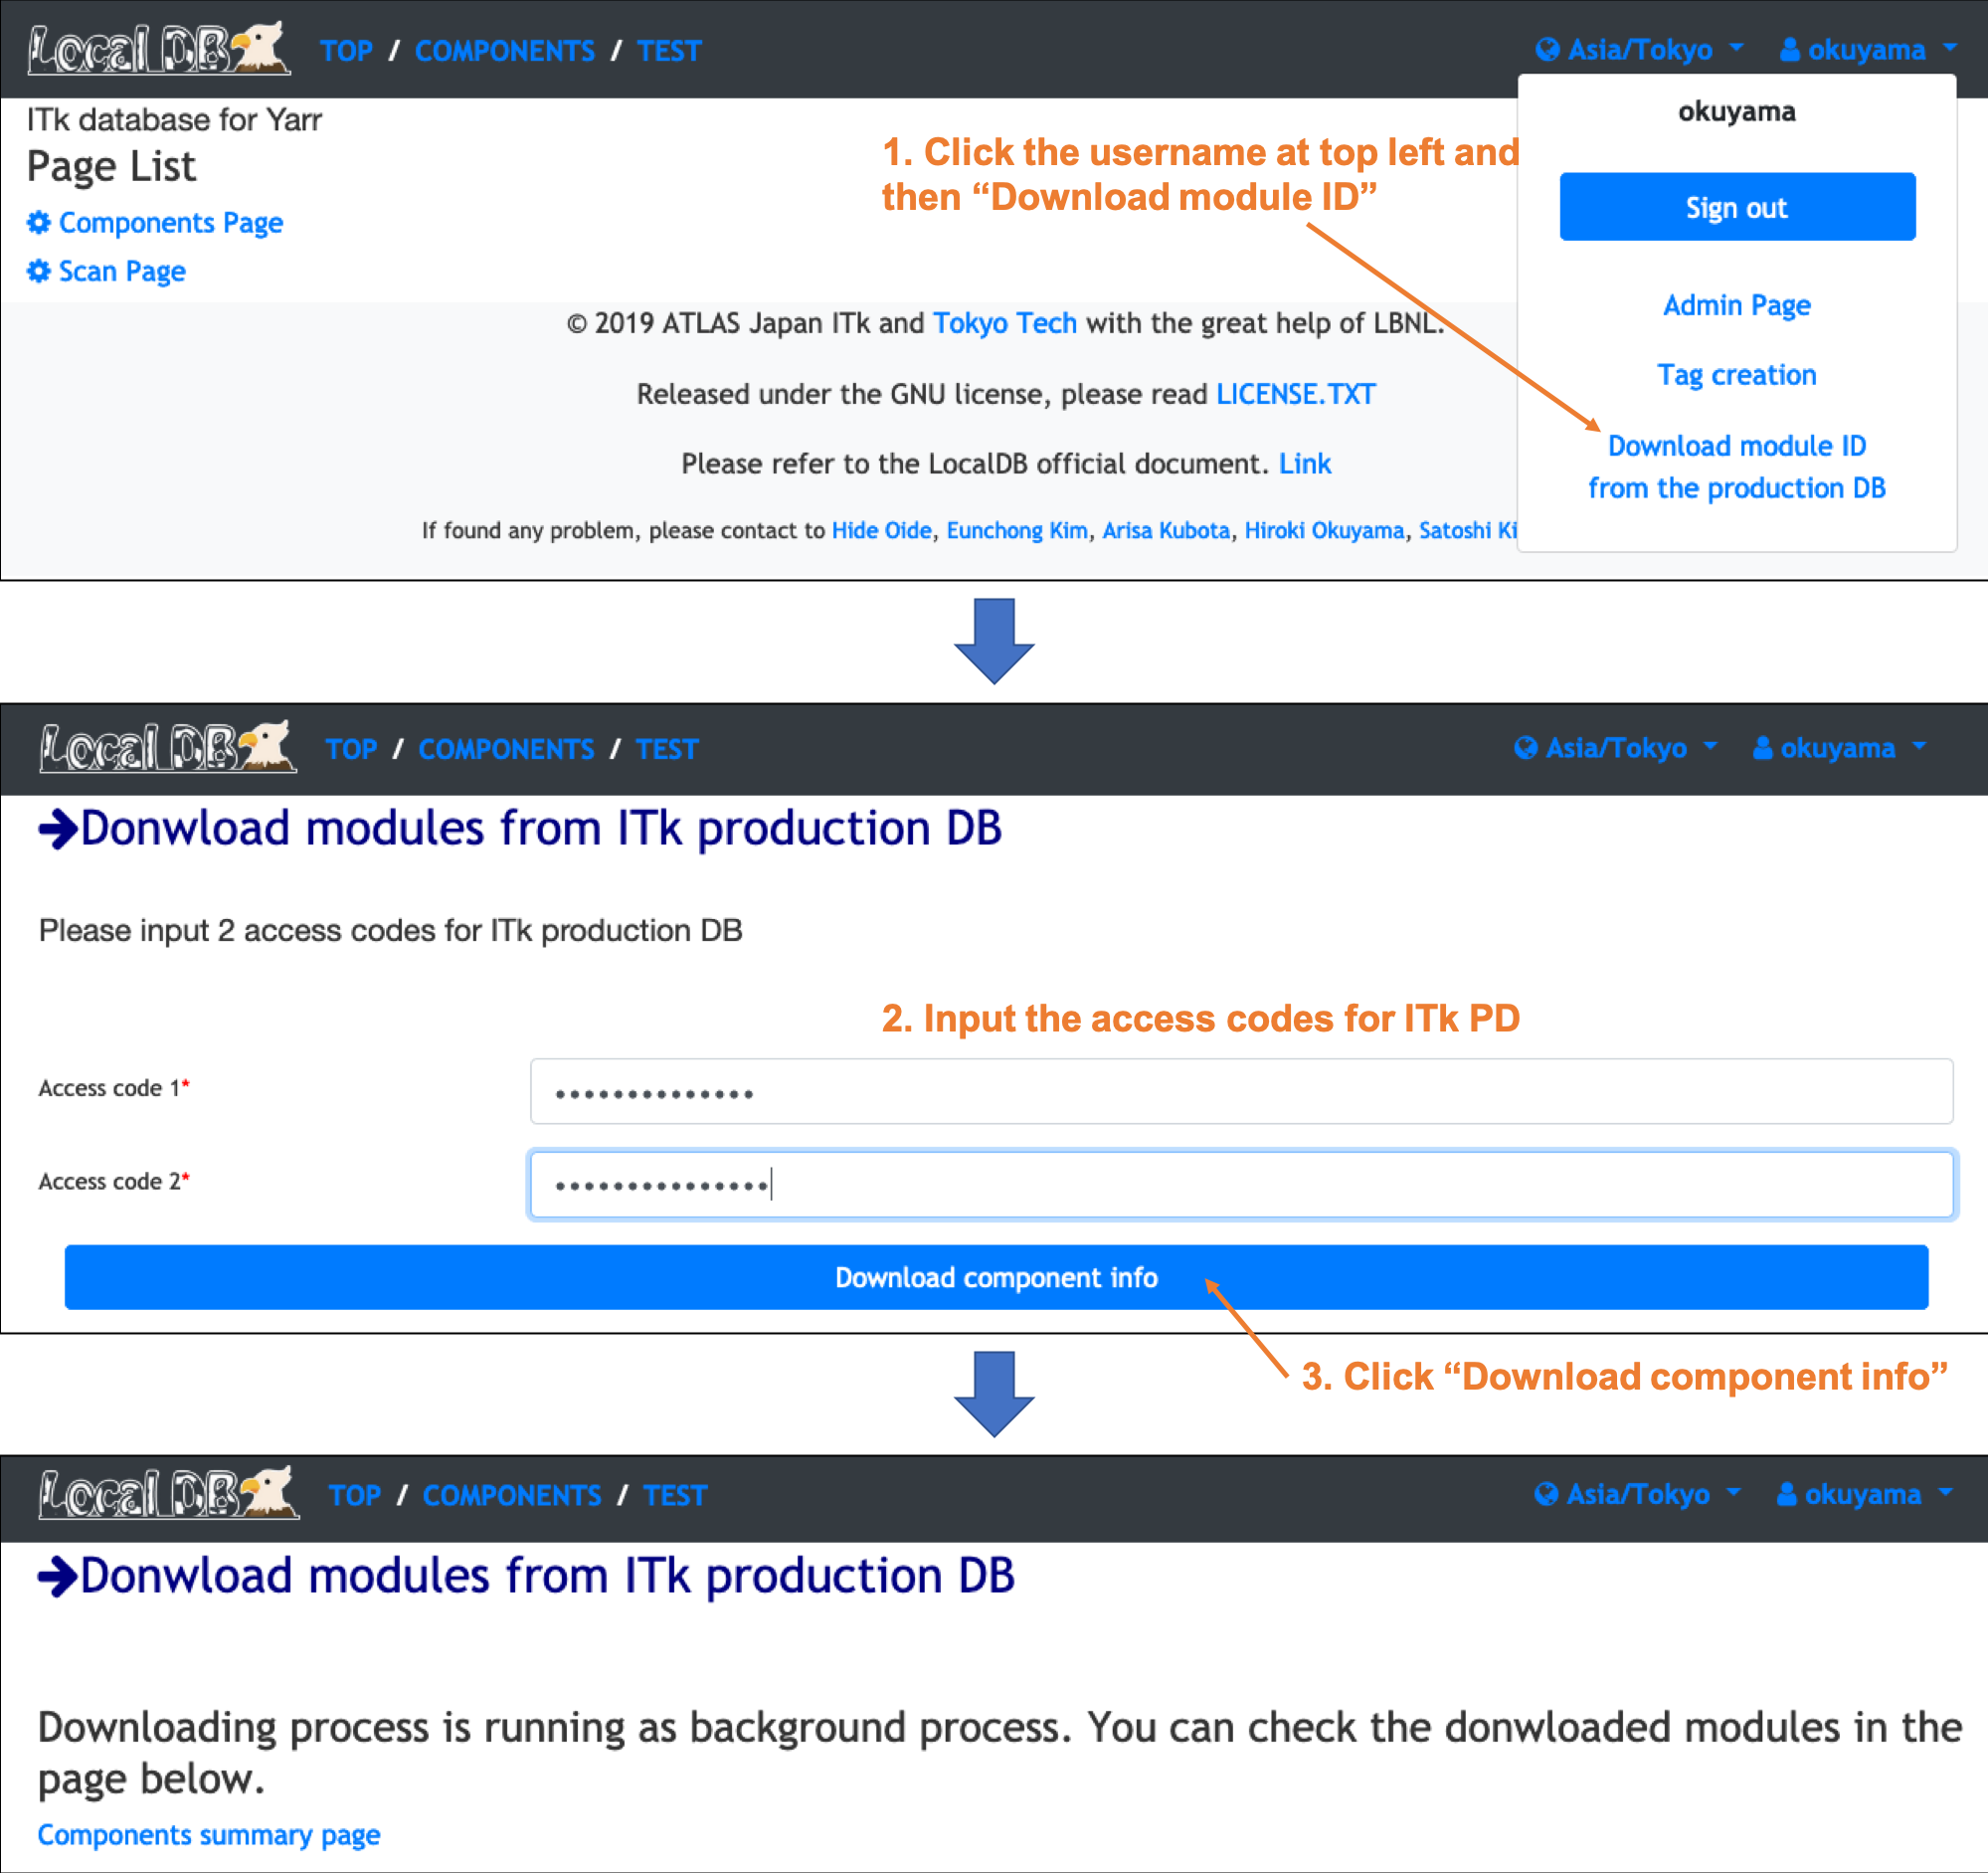 Local DB TOP / COMPONENTS / TEST Asia/Tokyo okuyama
ITk database for Yarr
Page List
Components Page
Scan Page
1. Click the username at top left and
then “Download module ID”
okuyama
Sign out
Admin Page
Tag creation
Download module ID
from the production DB
© 2019 ATLAS Japan ITk and Tokyo Tech with the great help of LBNL.
Released under the GNU license, please read LICENSE.TXT
Please refer to the LocalDB official document. Link
If found any problem, please contact to Hide Oide, Eunchong Kim, Arisa Kubota, Hiroki Okuyama, Satoshi Ki
Local DB TOP / COMPONENTS / TEST Asia/Tokyo okuyama
Donwload modules from ITk production DB
Please input 2 access codes for ITk production DB
2. Input the access codes for ITk PD
Access code 1*
Access code 2*
Download component info
3. Click “Download component info”
Local DB TOP / COMPONENTS / TEST Asia/Tokyo okuyama
Donwload modules from ITk production DB
Downloading process is running as background process. You can check the donwloaded modules in the
page below.
Components summary page